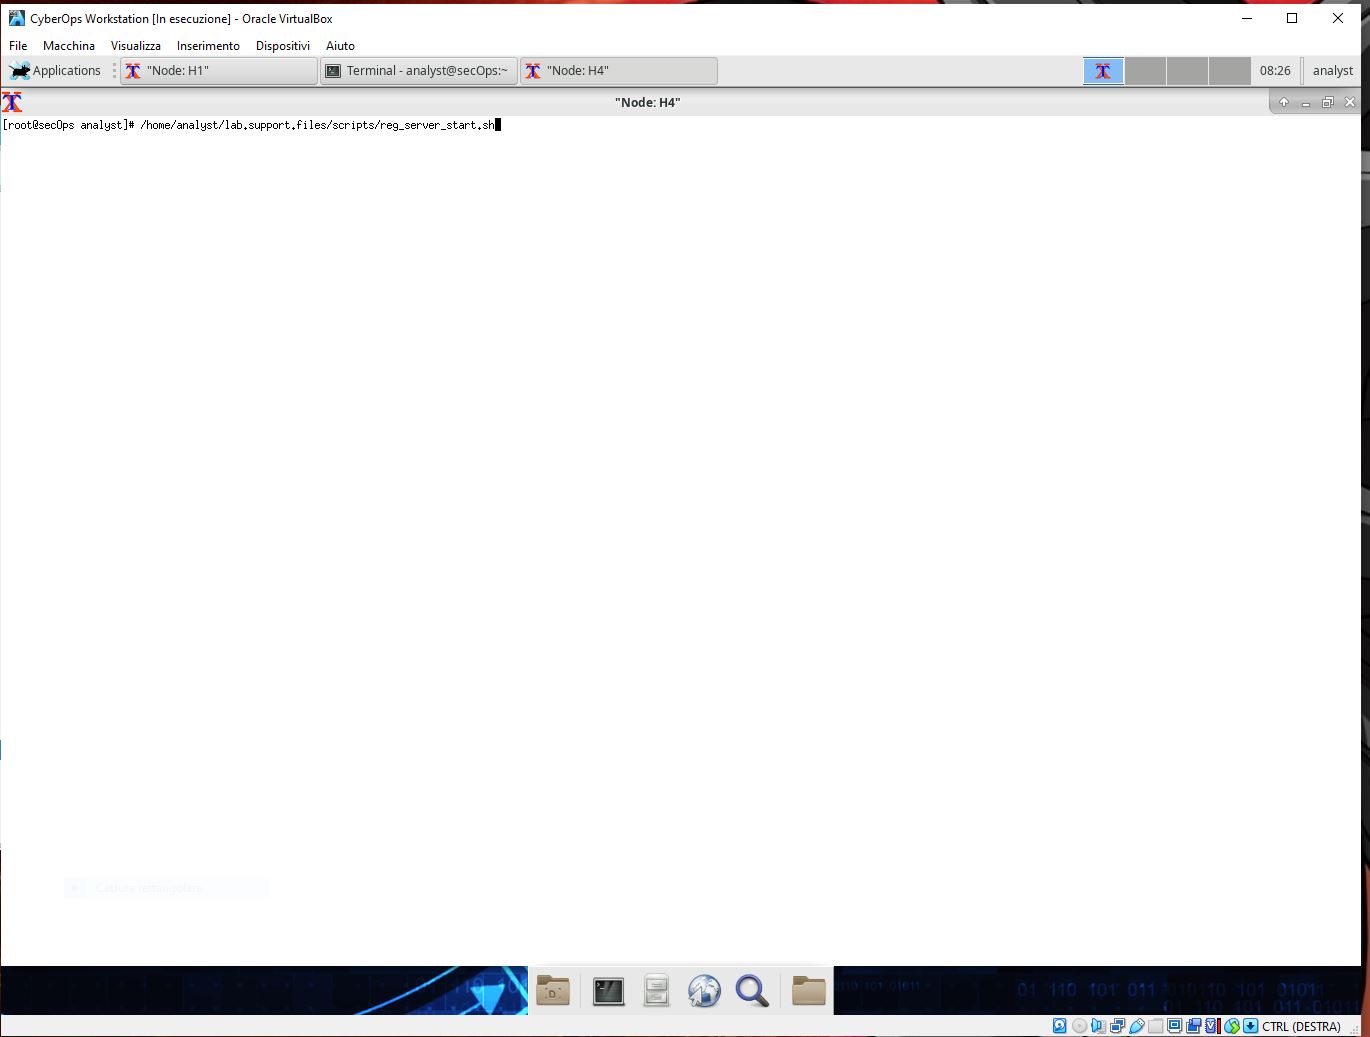 CyberOps Workstation [In esecuzione] - Oracle VirtualBox
File Macchina Visualizza Inserimento Dispositivi Aiuto
Applications "Node: H1" Terminal - analyst@secOps:~ "Node: H4" 08:26 analyst
"Node: H4"
[root@secOps analyst]# /home/analyst/lab.support.files/scripts/reg_server_start.sh
Cattura rettangolare
CTRL (DESTRA)